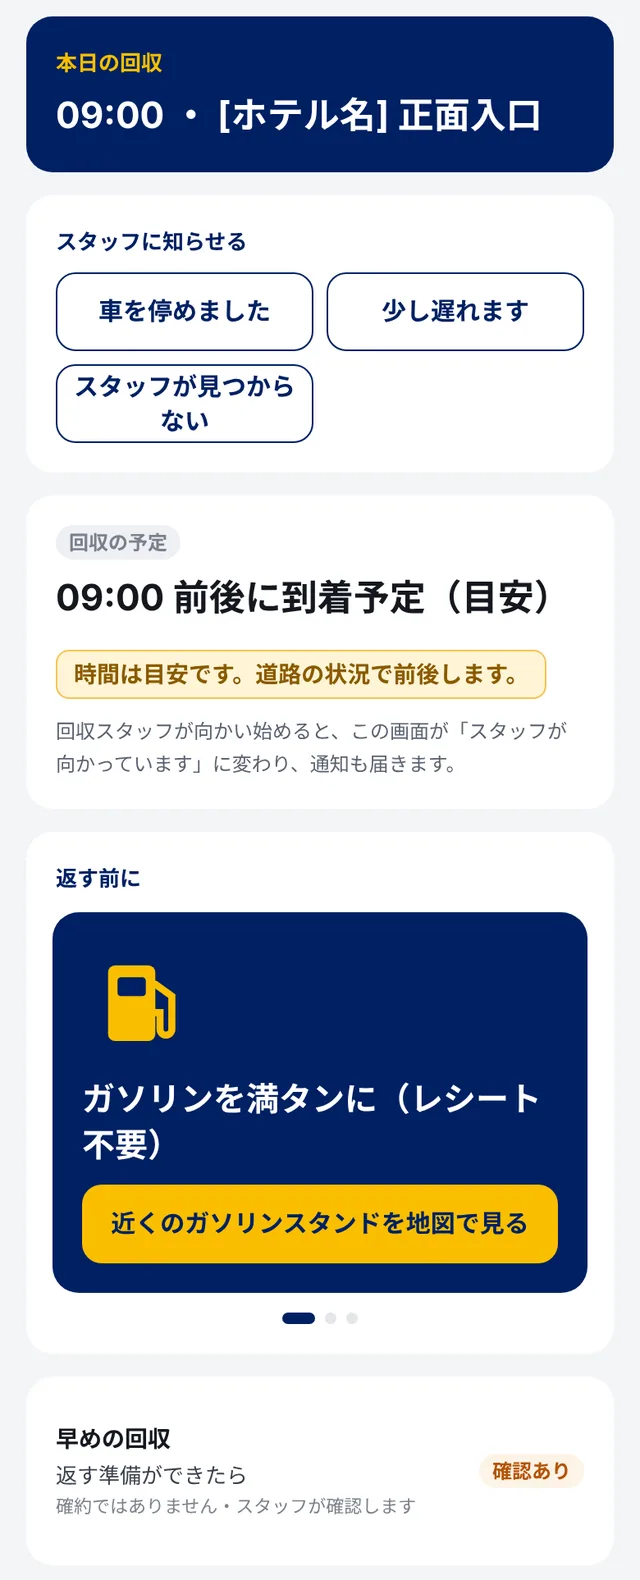 本日の回収
09:00 ・ [ホテル名] 正面入口
スタッフに知らせる
車を停めました
少し遅れます
スタッフが見つから
ない
回収の予定
09:00 前後に到着予定（目安）
時間は目安です。道路の状況で前後します。
回収スタッフが向かい始めると、この画面が「スタッフが
向かっています」に変わり、通知も届きます。
返す前に
ガソリンを満タンに（レシート
不要）
近くのガソリンスタンドを地図で見る
早めの回収
返す準備ができたら
確約ではありません・スタッフが確認します
確認あり